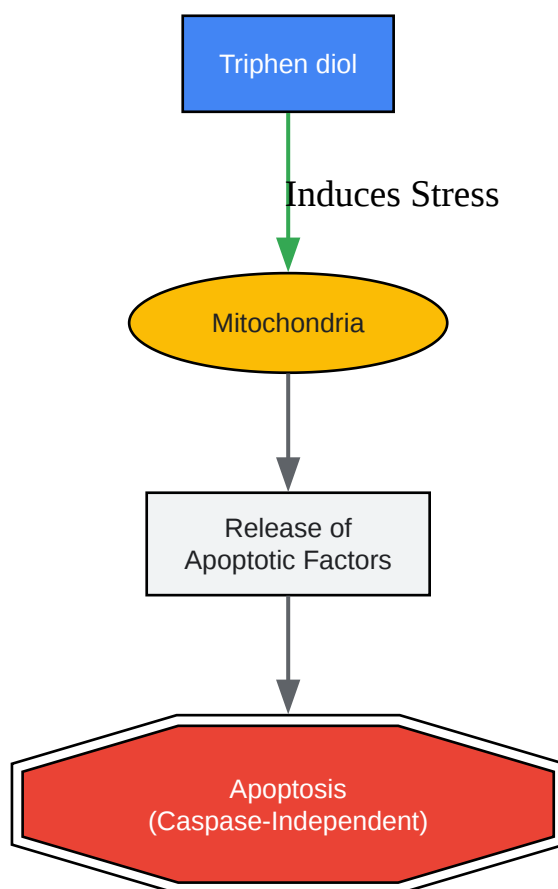 Triphen diol
Induces Stress
Mitochondria
Release of
Apoptotic Factors
Apoptosis
(Caspase-Independent)